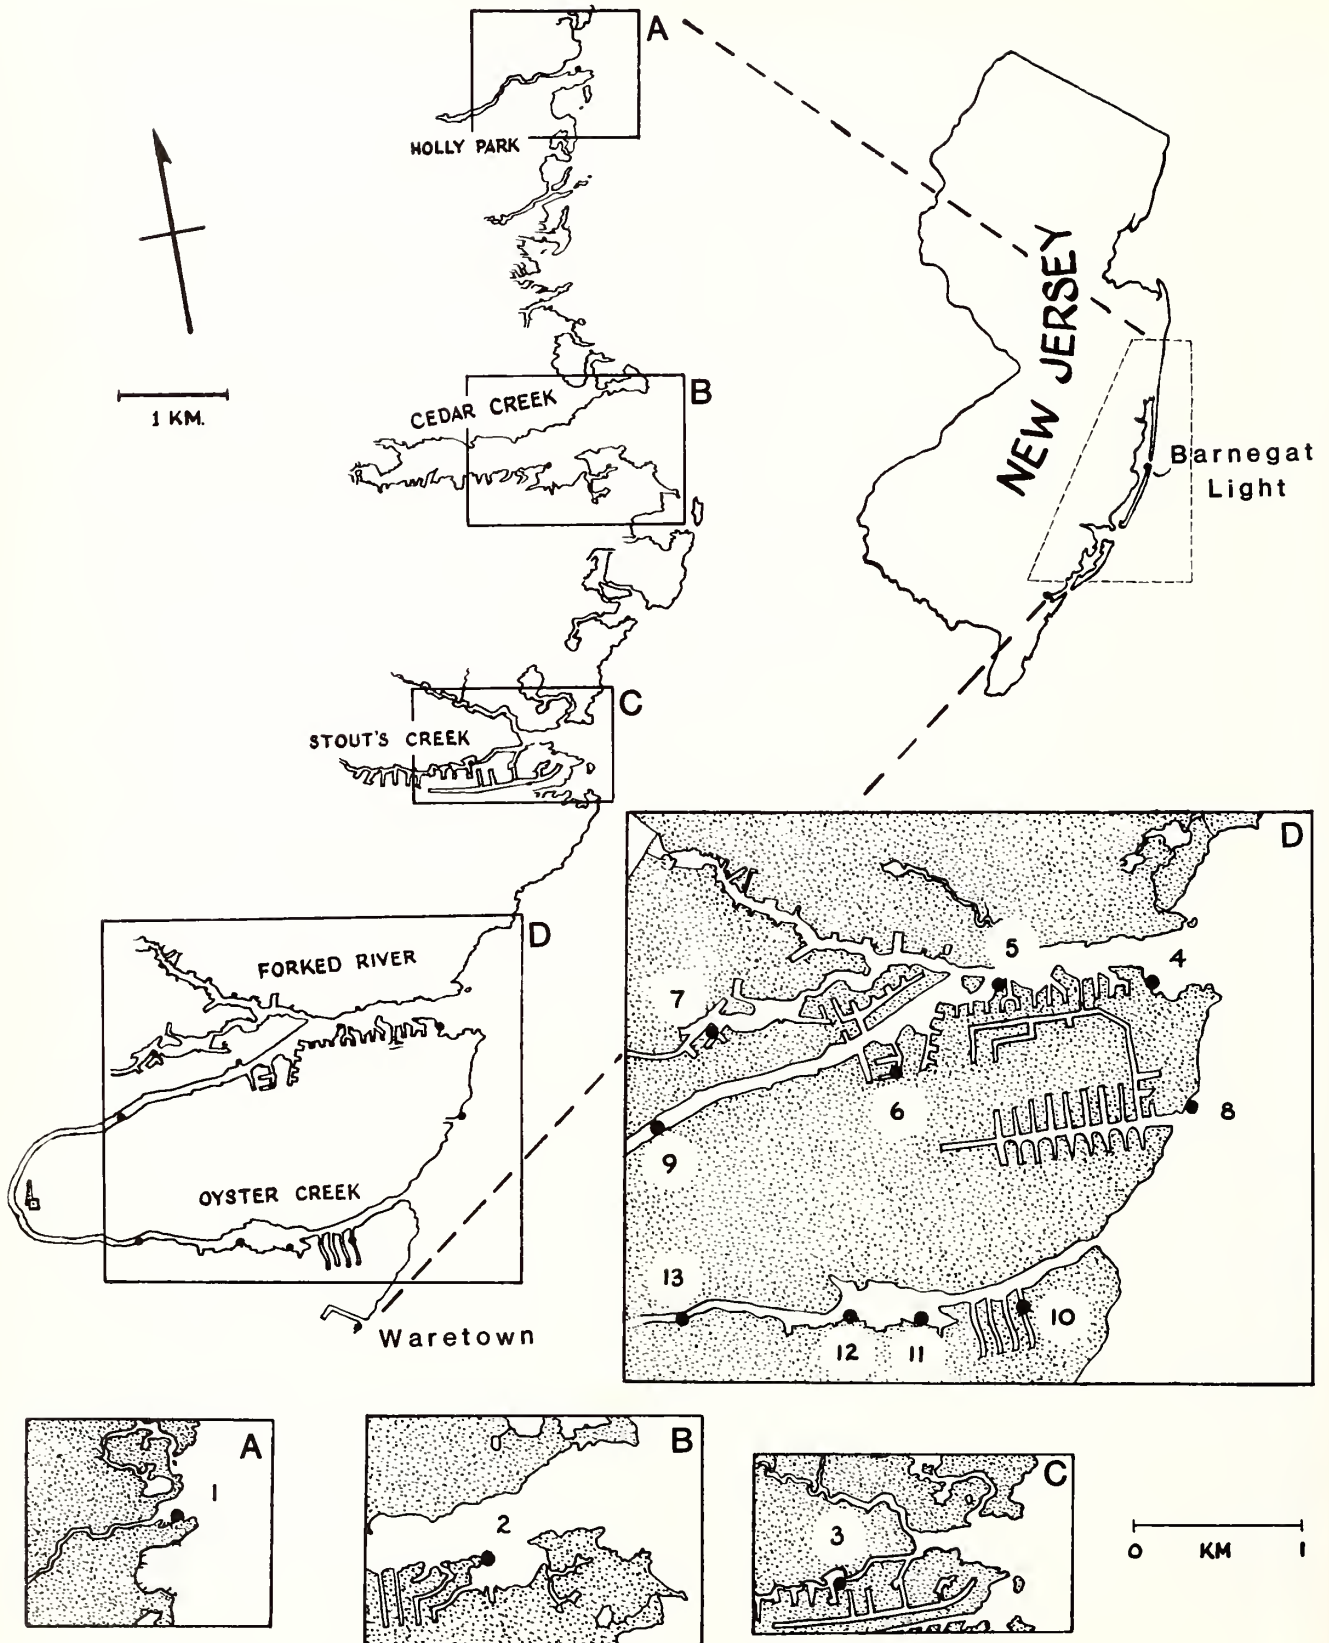 A
HOLLY PARK
NEW JERSEY
1 KM.
B
CEDAR CREEK
Barnegat
Light
C
STOUT'S CREEK
D
FORKED RIVER
OYSTER CREEK
Waretown
D
5
4
7
6
8
9
13
10
12
11
A
1
B
2
C
3
0 KM 1